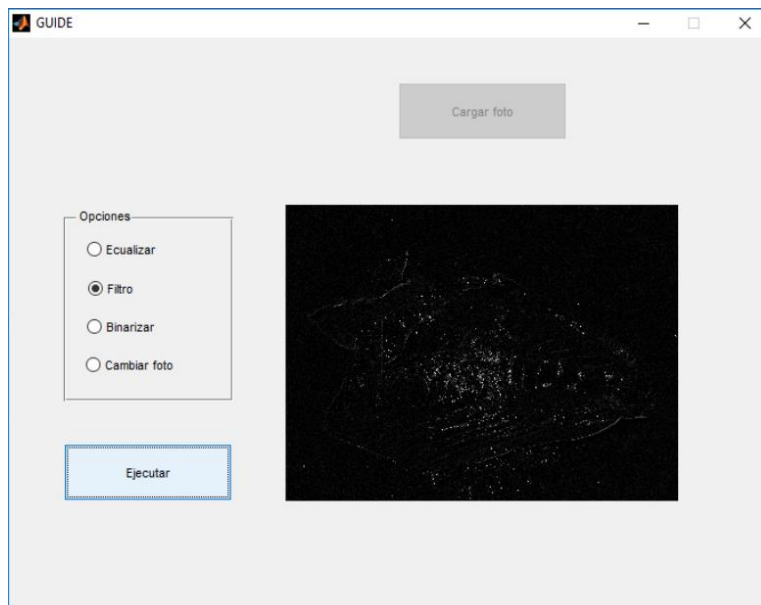 GUIDE
Cargar foto
Opciones
Ecualizar
Filtro
Binarizar
Cambiar foto
Ejecutar